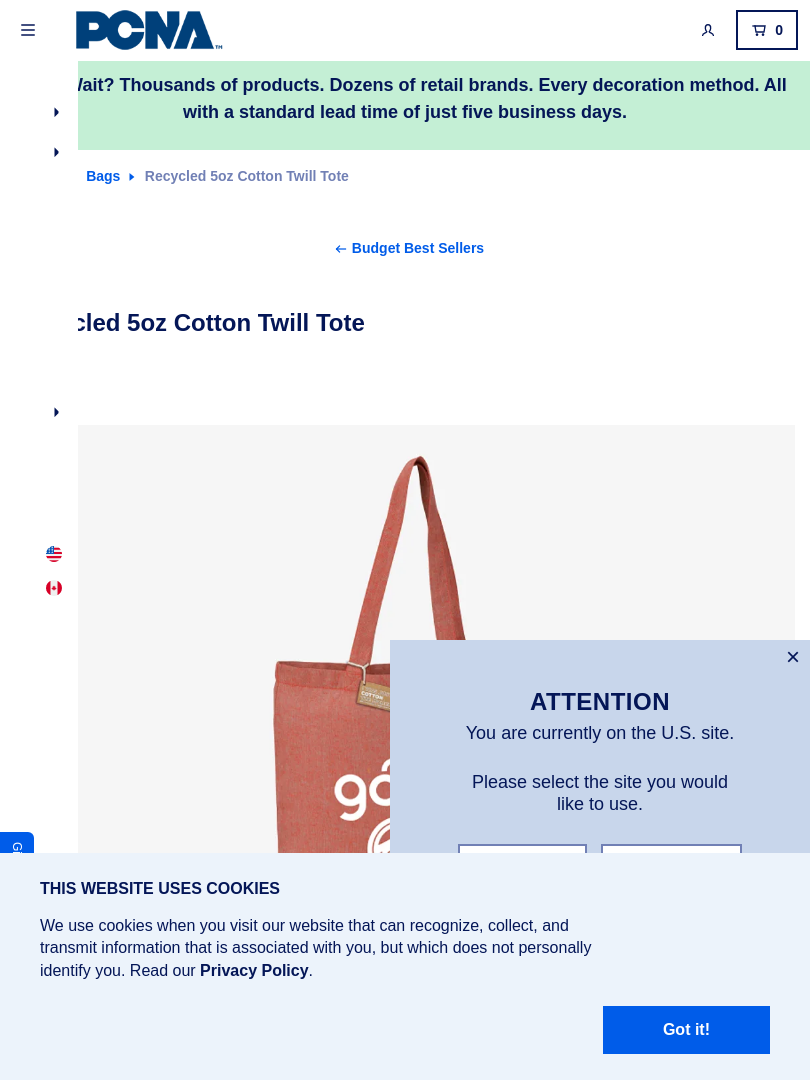 PCNA™
0
Wait? Thousands of products. Dozens of retail brands. Every decoration method. All
with a standard lead time of just five business days.
Bags
Recycled 5oz Cotton Twill Tote
Budget Best Sellers
cled 5oz Cotton Twill Tote
COTTON
ATTENTION
You are currently on the U.S. site.
Please select the site you would
like to use.
THIS WEBSITE USES COOKIES
We use cookies when you visit our website that can recognize, collect, and
transmit information that is associated with you, but which does not personally
identify you. Read our Privacy Policy.
Got it!